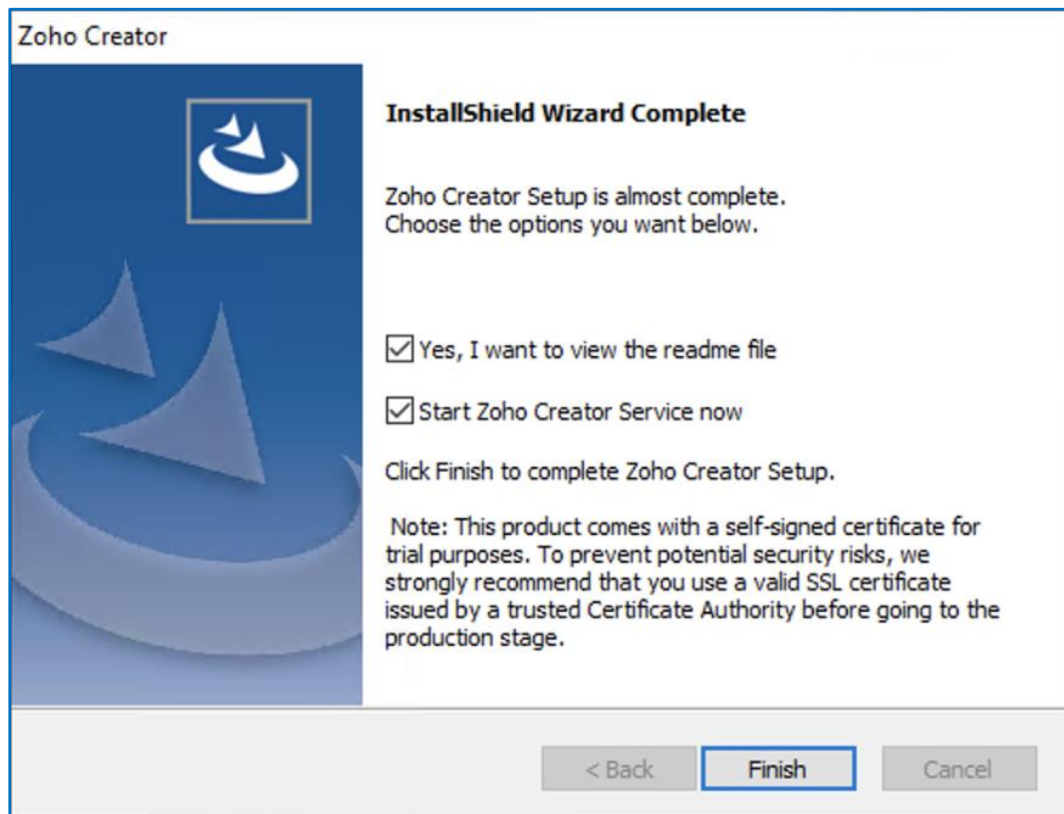 Zoho Creator
InstallShield Wizard Complete
Zoho Creator Setup is almost complete.
Choose the options you want below.
Yes, I want to view the readme file
Start Zoho Creator Service now
Click Finish to complete Zoho Creator Setup.
Note: This product comes with a self-signed certificate for
trial purposes. To prevent potential security risks, we
strongly recommend that you use a valid SSL certificate
issued by a trusted Certificate Authority before going to the
production stage.
< Back
Finish
Cancel